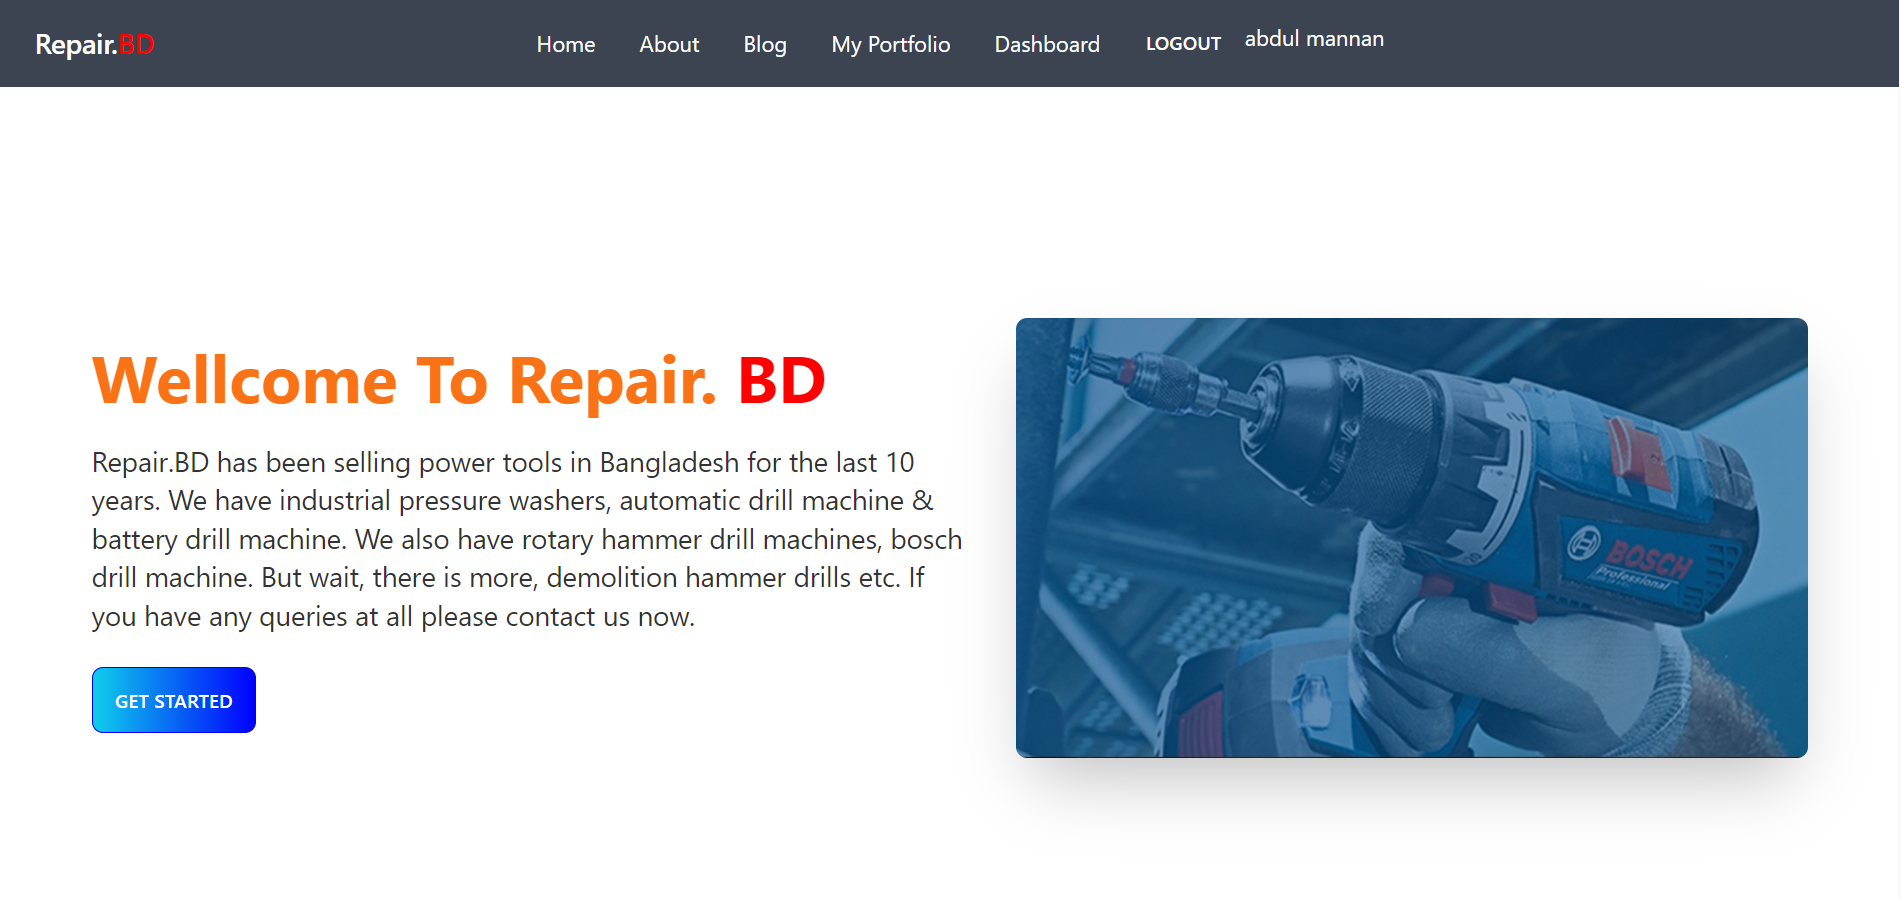 Repair.BD Home About Blog My Portfolio Dashboard LOGOUT abdul mannan
Wellcome To Repair. BD
Repair.BD has been selling power tools in Bangladesh for the last 10
years. We have industrial pressure washers, automatic drill machine &
battery drill machine. We also have rotary hammer drill machines, bosch
drill machine. But wait, there is more, demolition hammer drills etc. If
you have any queries at all please contact us now.
GET STARTED
BOSCH
Professional